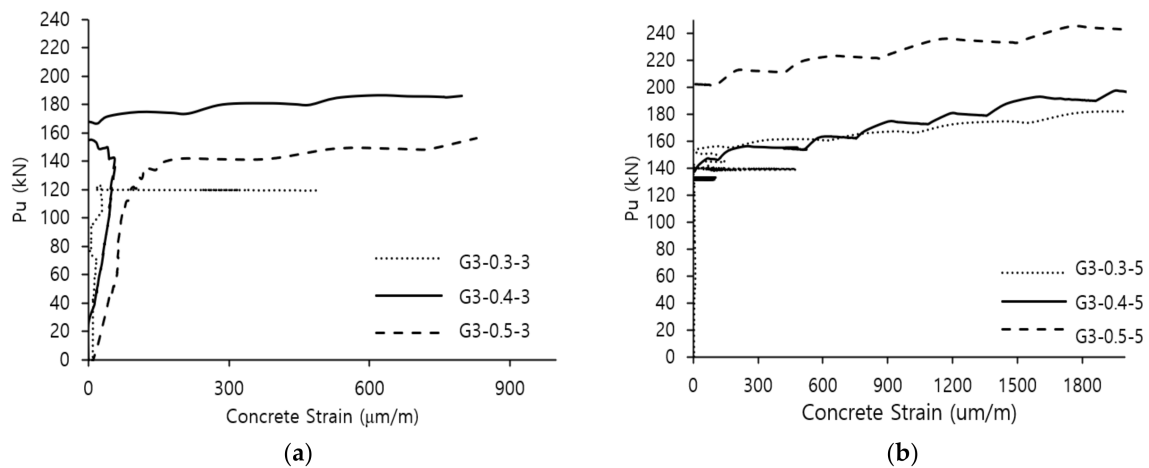 240
220
200
180
160
140
120
100
80
60
40
20
0
Pu (kN)
0 300 600 900
Concrete Strain (μm/m)
G3-0.3-3
G3-0.4-3
G3-0.5-3
(a)
240
220
200
180
160
140
120
100
80
60
40
20
0
Pu (kN)
0 300 600 900 1200 1500 1800
Concrete Strain (um/m)
G3-0.3-5
G3-0.4-5
G3-0.5-5
(b)